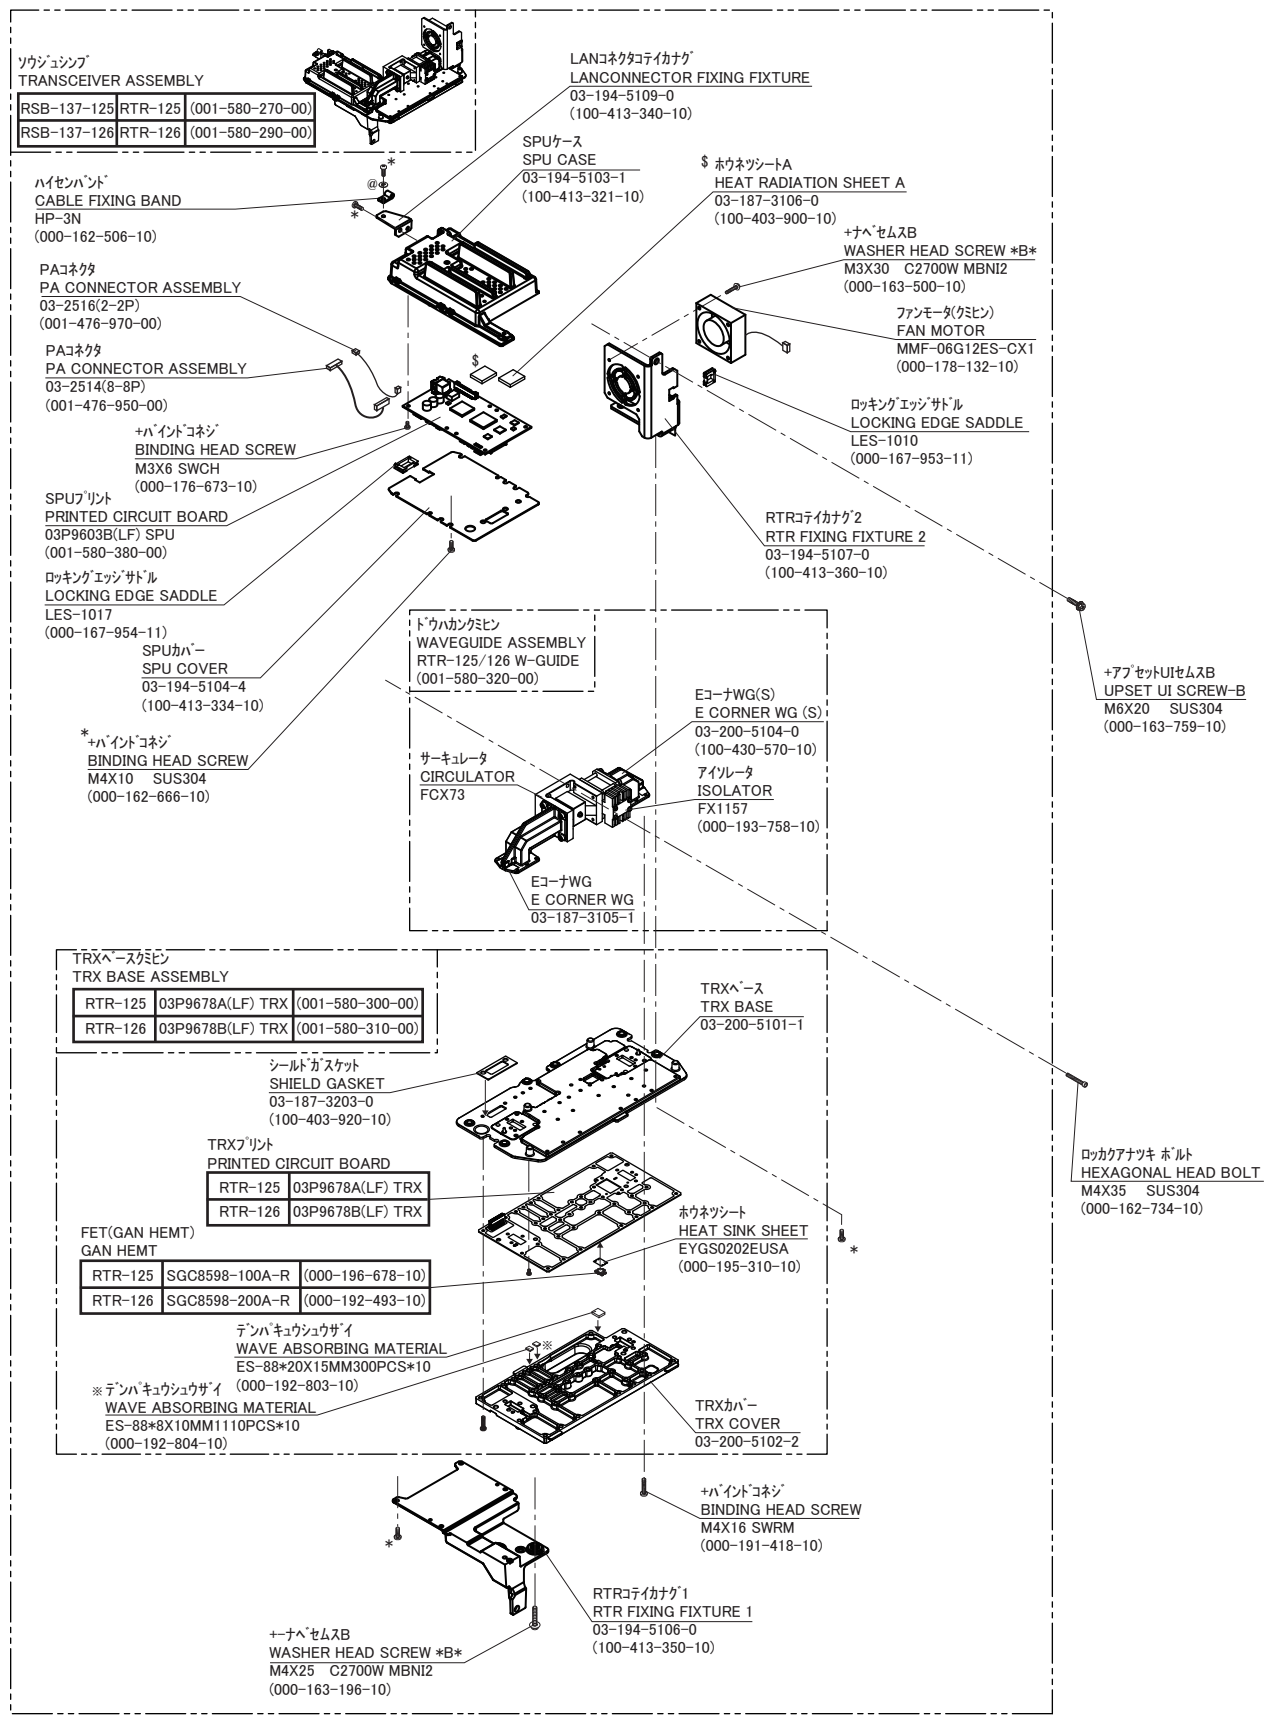 ソウジュシンブ
TRANSCEIVER ASSEMBLY
RSB-137-125 RTR-125 (001-580-270-00)
RSB-137-126 RTR-126 (001-580-290-00)
LANコネクタコテイカナグ
LANCONNECTOR FIXING FIXTURE
03-194-5109-0
(100-413-340-10)
SPUケース
SPU CASE
03-194-5103-1
(100-413-321-10)
$ ホウネツシートA
HEAT RADIATION SHEET A
03-187-3106-0
(100-403-900-10)
*
@
*
ハイセンバンド
CABLE FIXING BAND
HP-3N
(000-162-506-10)
+ナベセムスB
WASHER HEAD SCREW *B*
M3X30 C2700W MBNI2
(000-163-500-10)
PAコネクタ
PA CONNECTOR ASSEMBLY
03-2516(2-2P)
(001-476-970-00)
ファンモータ(クミヒン)
FAN MOTOR
MMF-06G12ES-CX1
(000-178-132-10)
PAコネクタ
PA CONNECTOR ASSEMBLY
03-2514(8-8P)
(001-476-950-00)
$
ロッキングエッジサドル
LOCKING EDGE SADDLE
LES-1010
(000-167-953-11)
+バインドコネジ
BINDING HEAD SCREW
M3X6 SWCH
(000-176-673-10)
SPUプリント
PRINTED CIRCUIT BOARD
03P9603B(LF) SPU
(001-580-380-00)
RTRコテイカナグ2
RTR FIXING FIXTURE 2
03-194-5107-0
(100-413-360-10)
ロッキングエッジサドル
LOCKING EDGE SADDLE
LES-1017
(000-167-954-11)
SPUカバー
SPU COVER
03-194-5104-4
(100-413-334-10)
ドウハカンクミヒン
WAVEGUIDE ASSEMBLY
RTR-125/126 W-GUIDE
(001-580-320-00)
+アプセットUIセムスB
UPSET UI SCREW-B
M6X20 SUS304
(000-163-759-10)
Eコーナ WG(S)
E CORNER WG (S)
03-200-5104-0
(100-430-570-10)
*
+バインドコネジ
BINDING HEAD SCREW
M4X10 SUS304
(000-162-666-10)
サーキュレータ
CIRCULATOR
FCX73
アイソレータ
ISOLATOR
FX1157
(000-193-758-10)
Eコーナ WG
E CORNER WG
03-187-3105-1
TRXベースクミヒン
TRX BASE ASSEMBLY
RTR-125 03P9678A(LF) TRX (001-580-300-00)
RTR-126 03P9678B(LF) TRX (001-580-310-00)
TRXベース
TRX BASE
03-200-5101-1
シールドガスケット
SHIELD GASKET
03-187-3203-0
(100-403-920-10)
TRXプリント
PRINTED CIRCUIT BOARD
RTR-125 03P9678A(LF) TRX
RTR-126 03P9678B(LF) TRX
ロッカクアナツキ ボルト
HEXAGONAL HEAD BOLT
M4X35 SUS304
(000-162-734-10)
*
ホウネツシート
HEAT SINK SHEET
EYGS0202EUSA
(000-195-310-10)
FET(GAN HEMT)
GAN HEMT
RTR-125 SGC8598-100A-R (000-196-678-10)
RTR-126 SGC8598-200A-R (000-192-493-10)
デンパキュウシュウザイ
WAVE ABSORBING MATERIAL
ES-88*20X15MM300PCS*10
(000-192-803-10)
※
※デンパキュウシュウザイ
WAVE ABSORBING MATERIAL
ES-88*8X10MM1110PCS*10
(000-192-804-10)
TRXカバー
TRX COVER
03-200-5102-2
+バインドコネジ
BINDING HEAD SCREW
M4X16 SWRM
(000-191-418-10)
*
RTRコテイカナグ1
RTR FIXING FIXTURE 1
03-194-5106-0
(100-413-350-10)
+-ナベセムスB
WASHER HEAD SCREW *B*
M4X25 C2700W MBNI2
(000-163-196-10)